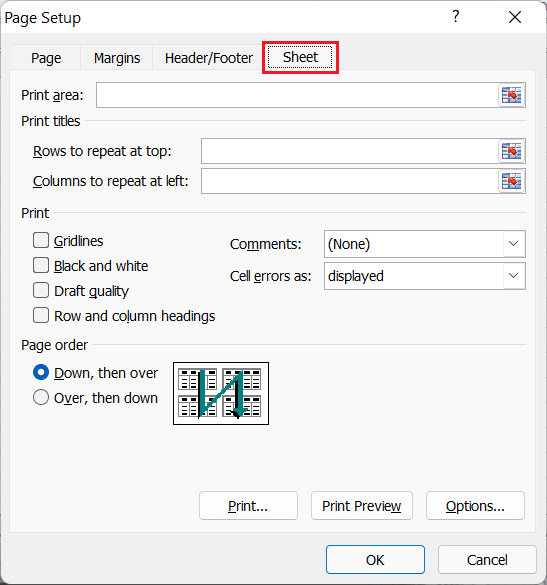 Page Setup ?
Page Margins Header/Footer Sheet
Print area:
Print titles
Rows to repeat at top:
Columns to repeat at left:
Print
Gridlines Comments: (None)
Black and white Cell errors as: displayed
Draft quality
Row and column headings
Page order
Down, then over
Over, then down
Print... Print Preview Options...
OK Cancel